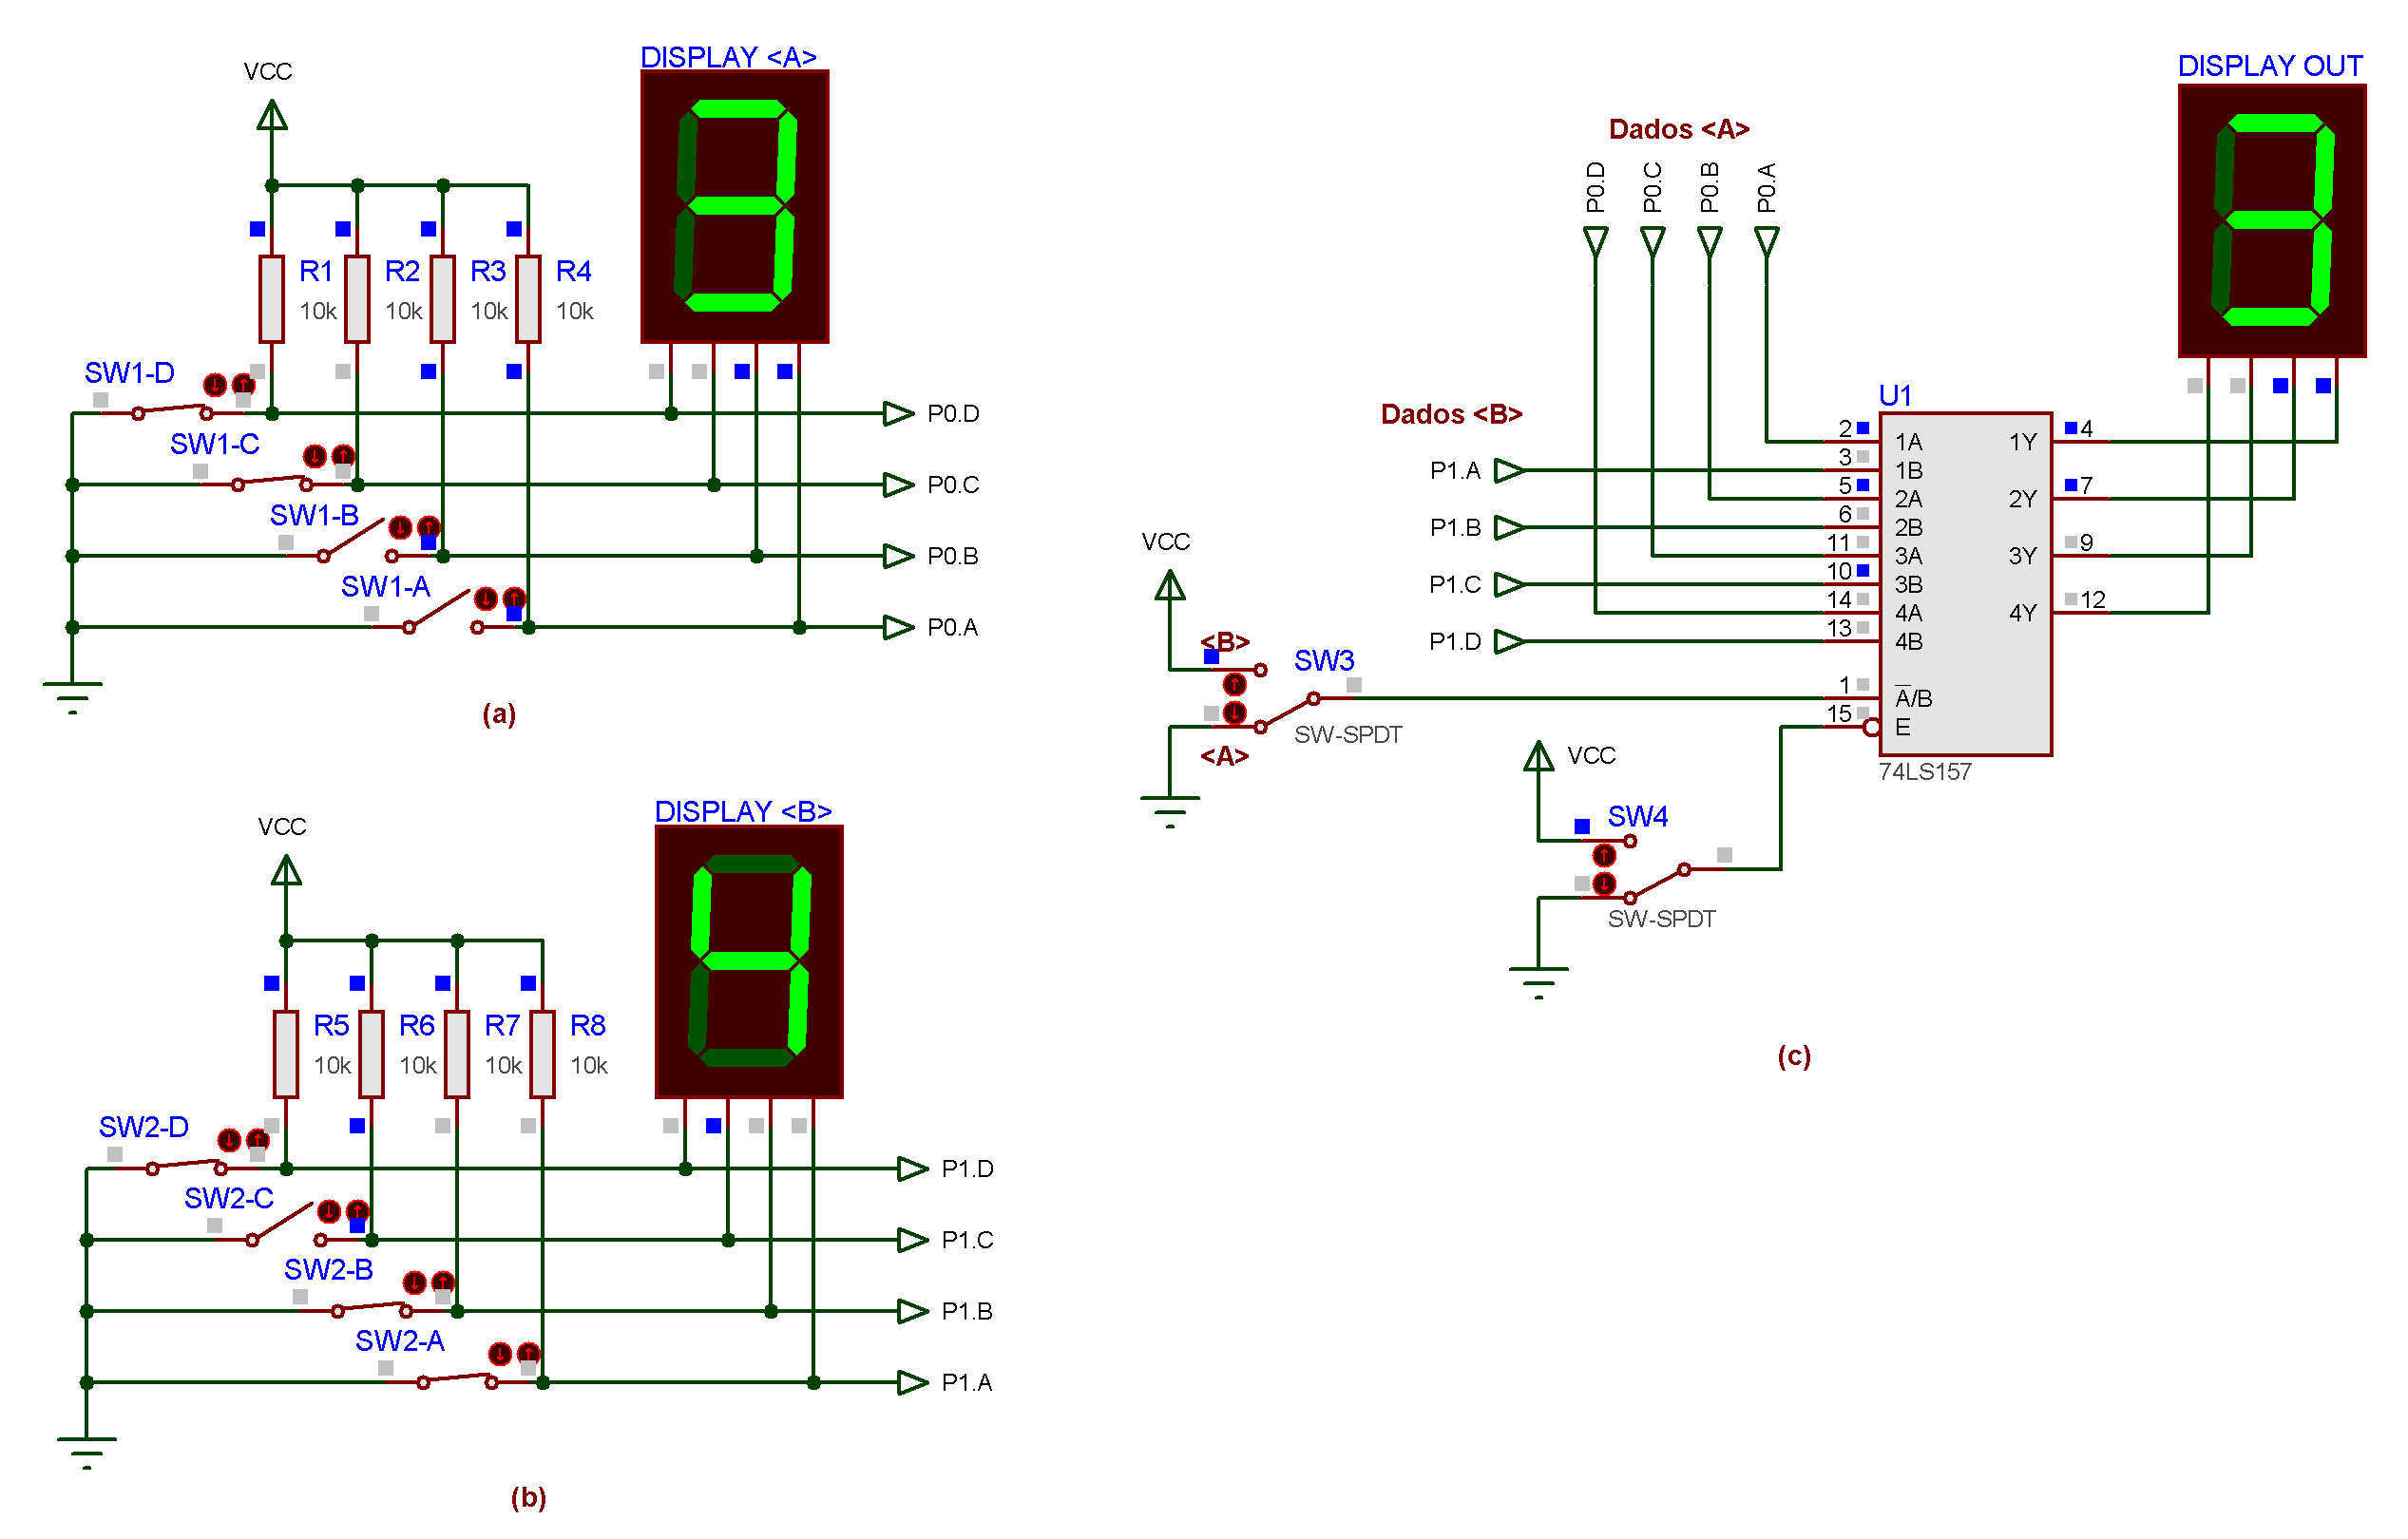 VCC
DISPLAY <A>
R1
10k
R2
10k
R3
10k
R4
10k
SW1-D
P0.D
SW1-C
P0.C
SW1-B
P0.B
SW1-A
P0.A
(a)
VCC
DISPLAY <B>
R5
10k
R6
10k
R7
10k
R8
10k
SW2-D
P1.D
SW2-C
P1.C
SW2-B
P1.B
SW2-A
P1.A
(b)
DISPLAY OUT
Dados <A>
P0.D
P0.C
P0.B
P0.A
Dados <B>
P1.A
P1.B
P1.C
P1.D
U1
2 1A 1Y 4
3 1B
5 2A 2Y 7
6 2B
11 3A 3Y 9
10 3B
14 4A 4Y 12
13 4B
1 A̅/B
15 E
74LS157
VCC
<B>
SW3
SW-SPDT
<A>
VCC
SW4
SW-SPDT
(c)